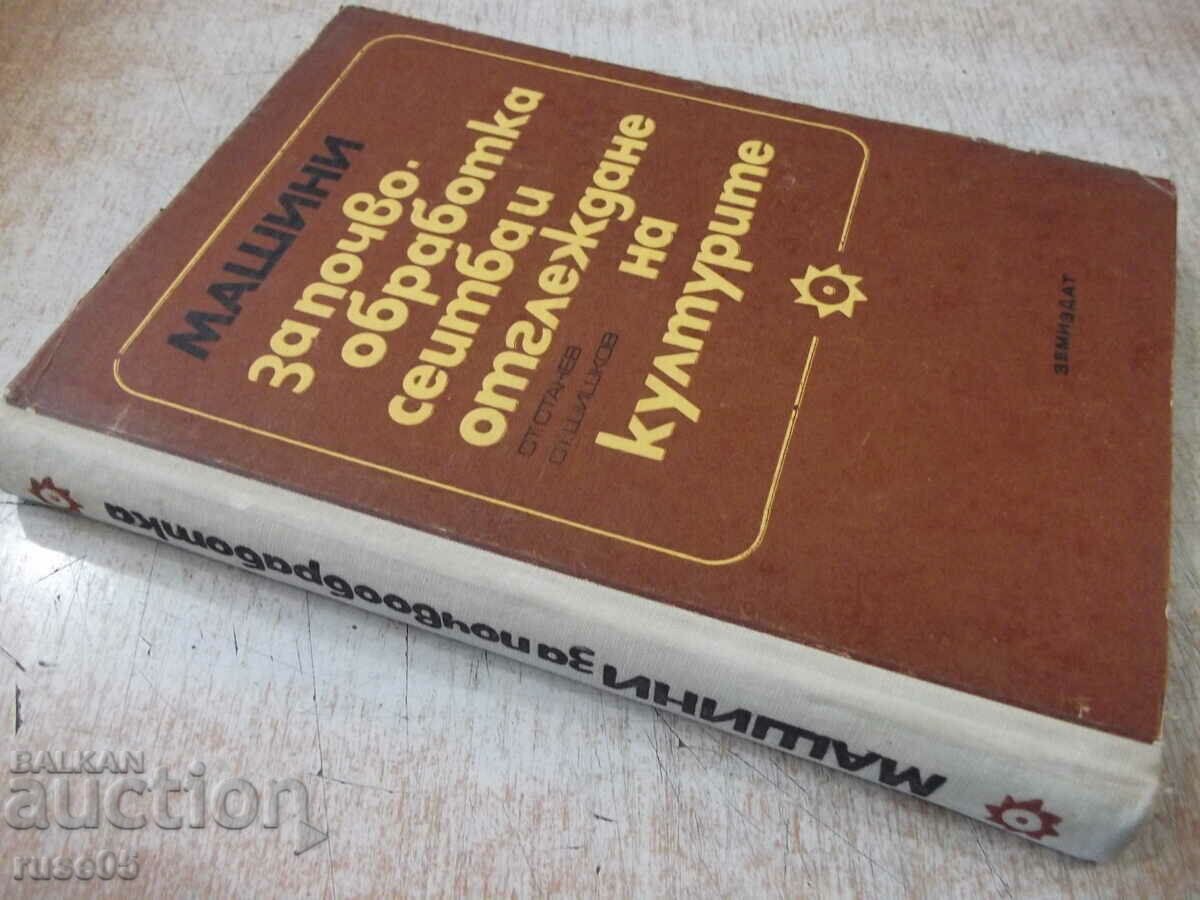 МАШИНИ
За почво.
обработка
сеитба и
отглеждане
на
културите
СТ. СТАНЕВ
СТ. ШИШКОВ
ЗЕМИЗДАТ
МАШИНИ за почвообработка
BALKAN
auction
ruse05